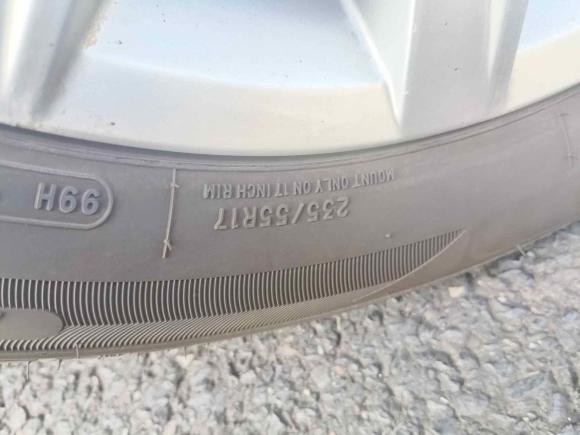 235/55R17
MOUNT ONLY ON 17 INCH RIM
99H